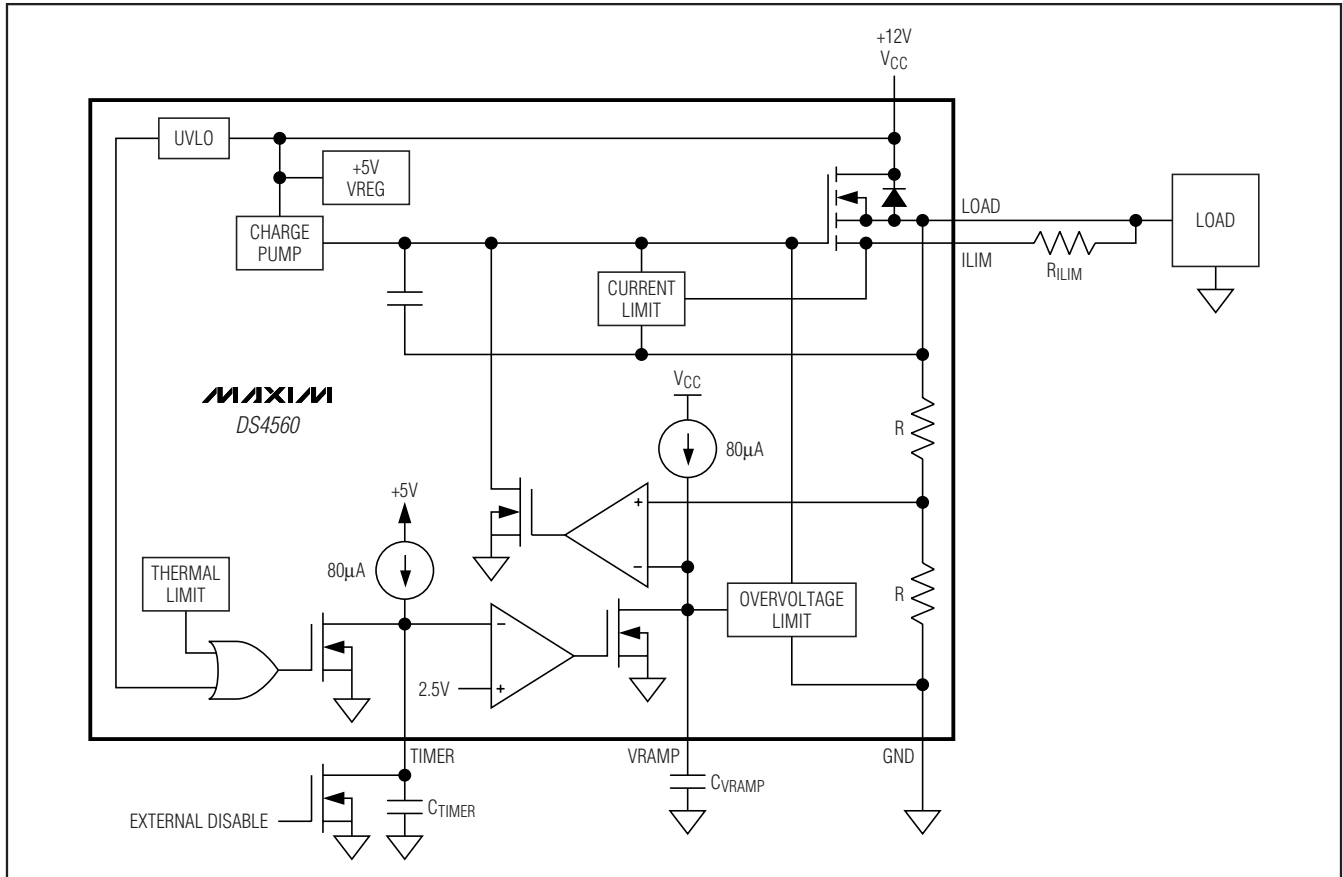 +12V
VCC
UVLO
+5V
VREG
CHARGE
PUMP
LOAD
LOAD
ILIM
RILIM
CURRENT
LIMIT
MAXIM
DS4560
VCC
80μA
R
+5V
+
−
80μA
THERMAL
LIMIT
−
OVERVOLTAGE
LIMIT
R
2.5V
+
TIMER
VRAMP
GND
CVRAMP
CTIMER
EXTERNAL DISABLE